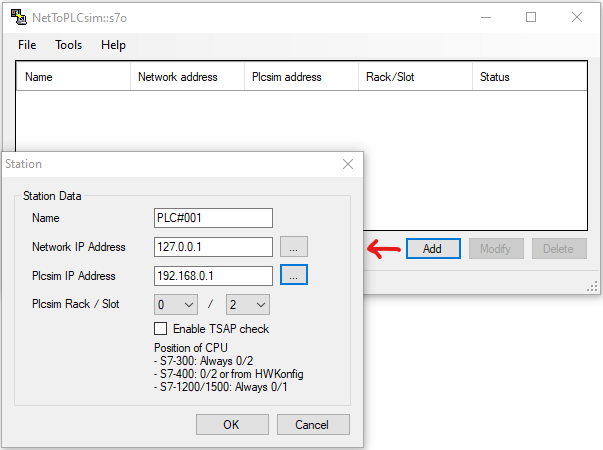 NetToPLCsim::s7o
File Tools Help
Name Network address Plcsim address Rack/Slot Status
Add Modify Delete
Station
Station Data
Name PLC#001
Network IP Address 127.0.0.1 ...
Plcsim IP Address 192.168.0.1 ...
Plcsim Rack / Slot 0 / 2
Enable TSAP check
Position of CPU
- S7-300: Always 0/2
- S7-400: 0/2 or from HWKonfig
- S7-1200/1500: Always 0/1
OK Cancel